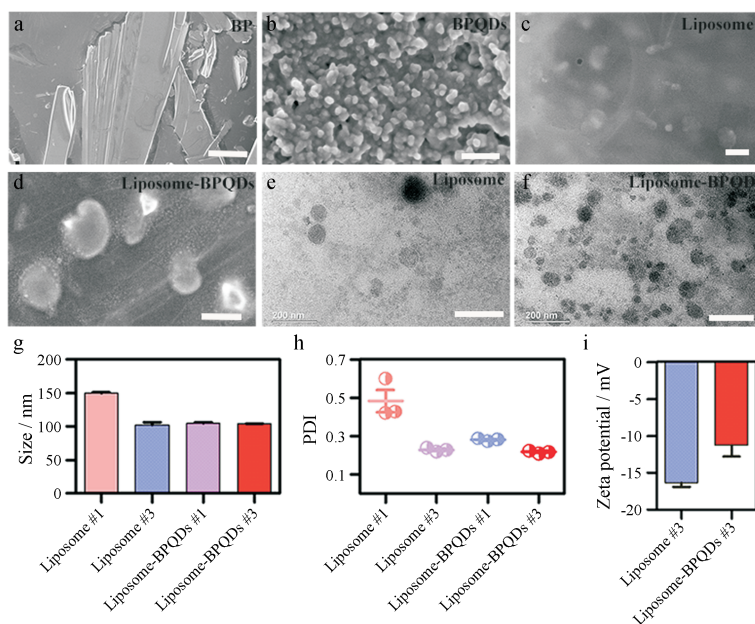 a
BP
b
BPQDs
c
Liposome
d
Liposome-BPQDs
e
Liposome
200 nm
f
Liposome-BPQD
200 nm
g
Size / nm
200
150
100
50
0
Liposome #1
Liposome #3
Liposome-BPQDs #1
Liposome-BPQDs #3
h
PDI
0.7
0.5
0.3
0.1
Liposome #1
Liposome #3
Liposome-BPQDs #1
Liposome-BPQDs #3
i
Zeta potential / mV
0
-5
-10
-15
-20
Liposome #3
Liposome-BPQDs #3